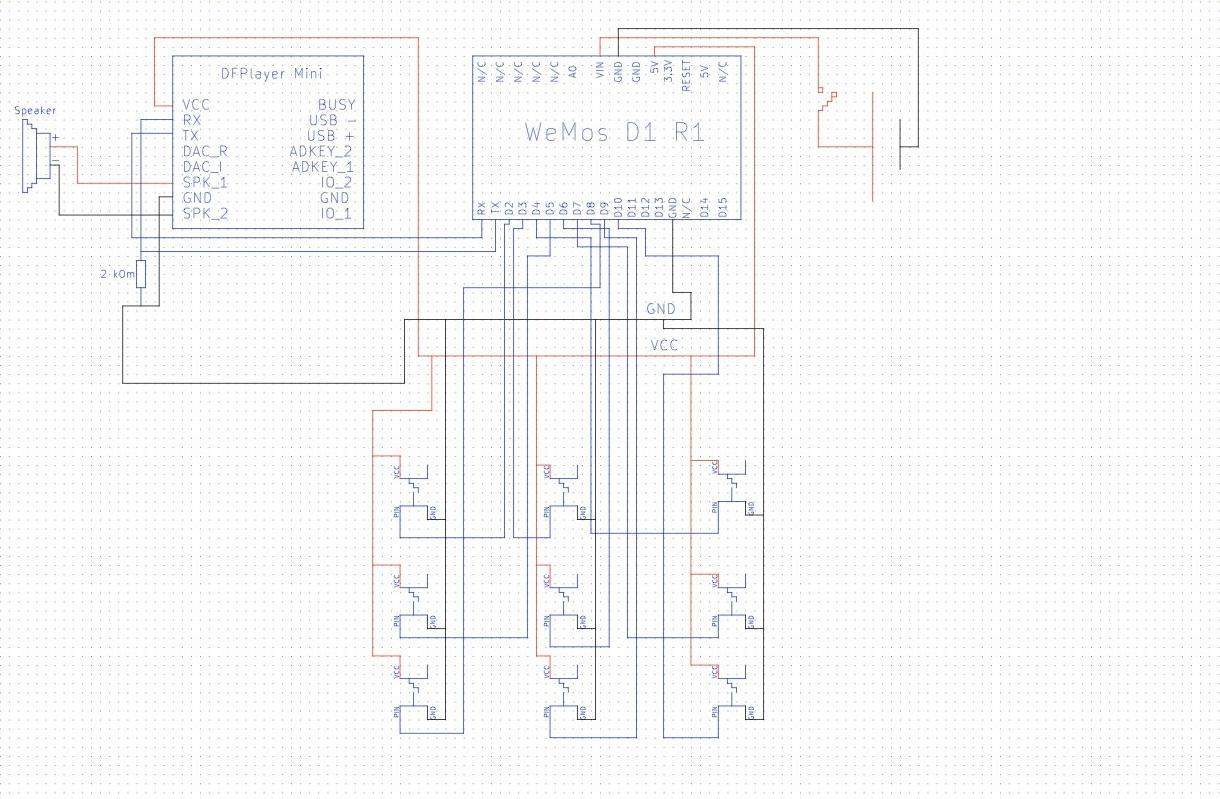 DFPlayer Mini
VCC BUSY
RX USB -
TX USB +
DAC_R ADKEY_2
DAC_I ADKEY_1
SPK_1 IO_2
GND GND
SPK_2 IO_1
Speaker
+
-
N/C N/C N/C N/C N/C A0 VIN GND GND 5V 3.3V RESET 5V N/C
WeMos D1 R1
RX TX D2 D3 D4 D5 D6 D7 D8 D9 D10 D11 D12 D13 GND N/C D14 D15
2 kOm
GND
VCC
VCC PIN GND
VCC PIN GND
VCC PIN GND
VCC PIN GND
VCC PIN GND
VCC PIN GND
VCC PIN GND
VCC PIN GND
VCC PIN GND